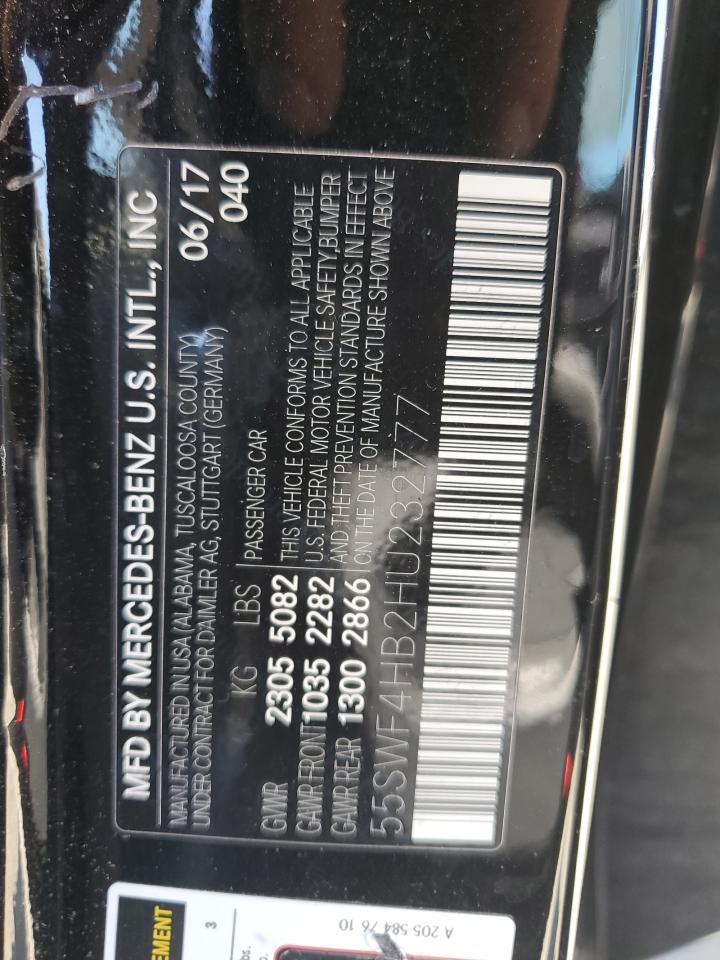 MFD BY MERCEDES-BENZ U.S. INTL., INC
MANUFACTURED IN USA (ALABAMA, TUSCALOOSA COUNTY) 06/17
UNDER CONTRACT FOR DAIMLER AG, STUTTGART (GERMANY) 040
KG LBS PASSENGER CAR
GVWR 2305 5082 THIS VEHICLE CONFORMS TO ALL APPLICABLE
GAWR FRONT 1035 2282 U.S. FEDERAL MOTOR VEHICLE SAFETY,BUMPER
GAWR REAR 1300 2866 AND THEFT PREVENTION STANDARDS IN EFFECT
ON THE DATE OF MANUFACTURE SHOWN ABOVE
55SWF4HB2HU232777
EMENT
3
bs.
A 205 584 76 10